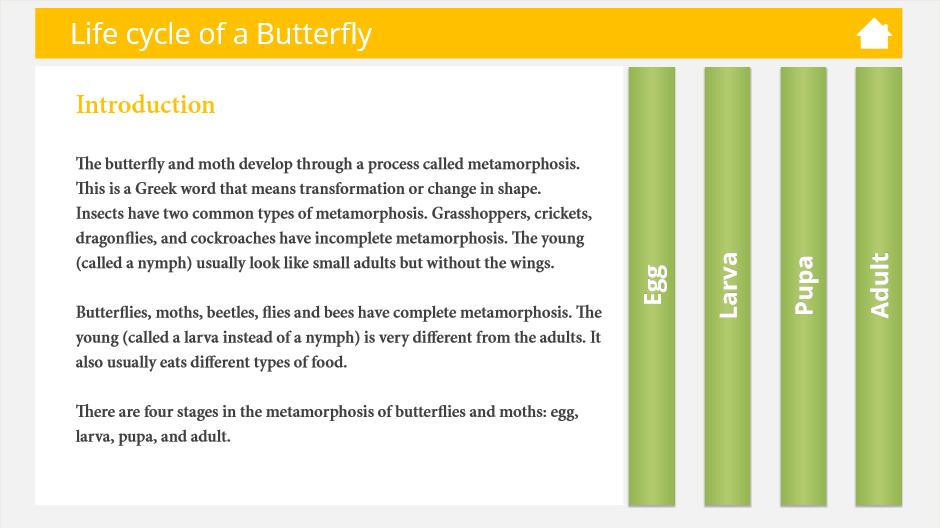 Life cycle of a Butterfly
Introduction
The butterfly and moth develop through a process called metamorphosis.
This is a Greek word that means transformation or change in shape.
Insects have two common types of metamorphosis. Grasshoppers, crickets,
dragonflies, and cockroaches have incomplete metamorphosis. The young
(called a nymph) usually look like small adults but without the wings.
Butterflies, moths, beetles, flies and bees have complete metamorphosis. The
young (called a larva instead of a nymph) is very different from the adults. It
also usually eats different types of food.
There are four stages in the metamorphosis of butterflies and moths: egg,
larva, pupa, and adult.
Egg
Larva
Pupa
Adult